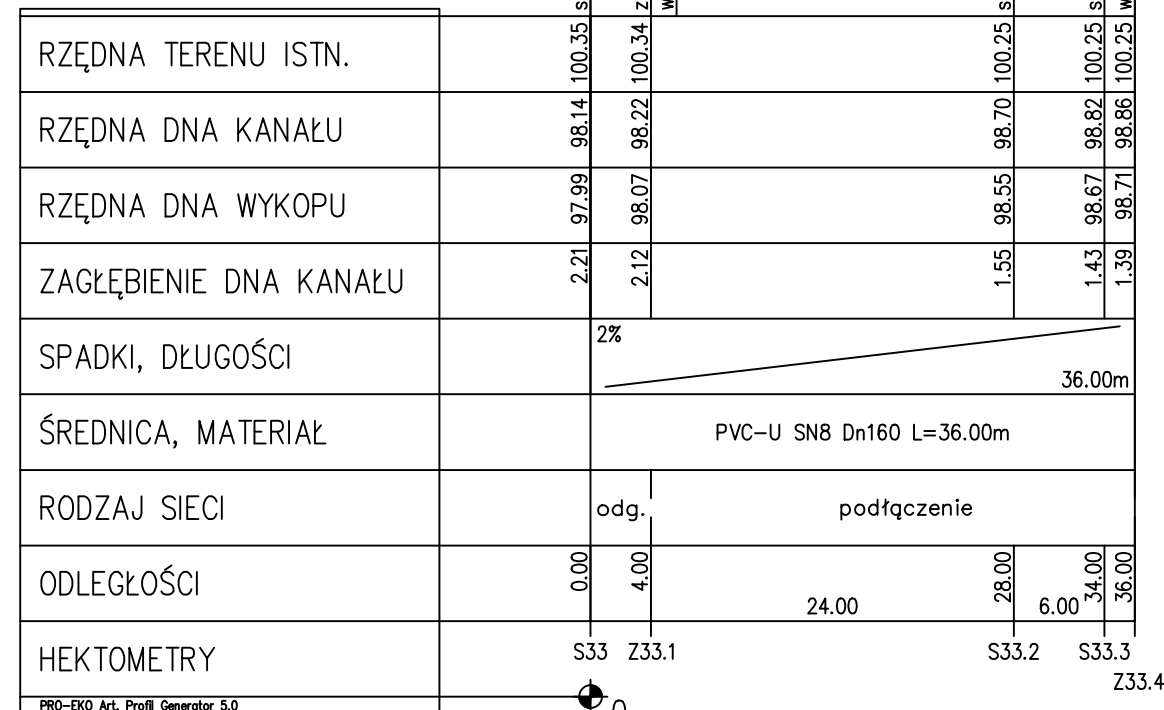 s z w s s w
RZĘDNA TERENU ISTN. 100.35 100.34 100.25 100.25 100.25
RZĘDNA DNA KANAŁU 98.14 98.22 98.70 98.82 98.86
RZĘDNA DNA WYKOPU 97.99 98.07 98.55 98.67 98.71
ZAGŁĘBIENIE DNA KANAŁU 2.21 2.12 1.55 1.43 1.39
SPADKI, DŁUGOŚCI 2% 36.00m
ŚREDNICA, MATERIAŁ PVC-U SN8 Dn160 L=36.00m
RODZAJ SIECI odg. podłączenie
ODLEGŁOŚCI 0.00 4.00 24.00 28.00 6.00 34.00 36.00
HEKTOMETRY S33 Z33.1 S33.2 S33.3
Z33.4
PRO-EKO Art. Profil Generator 5.0 0